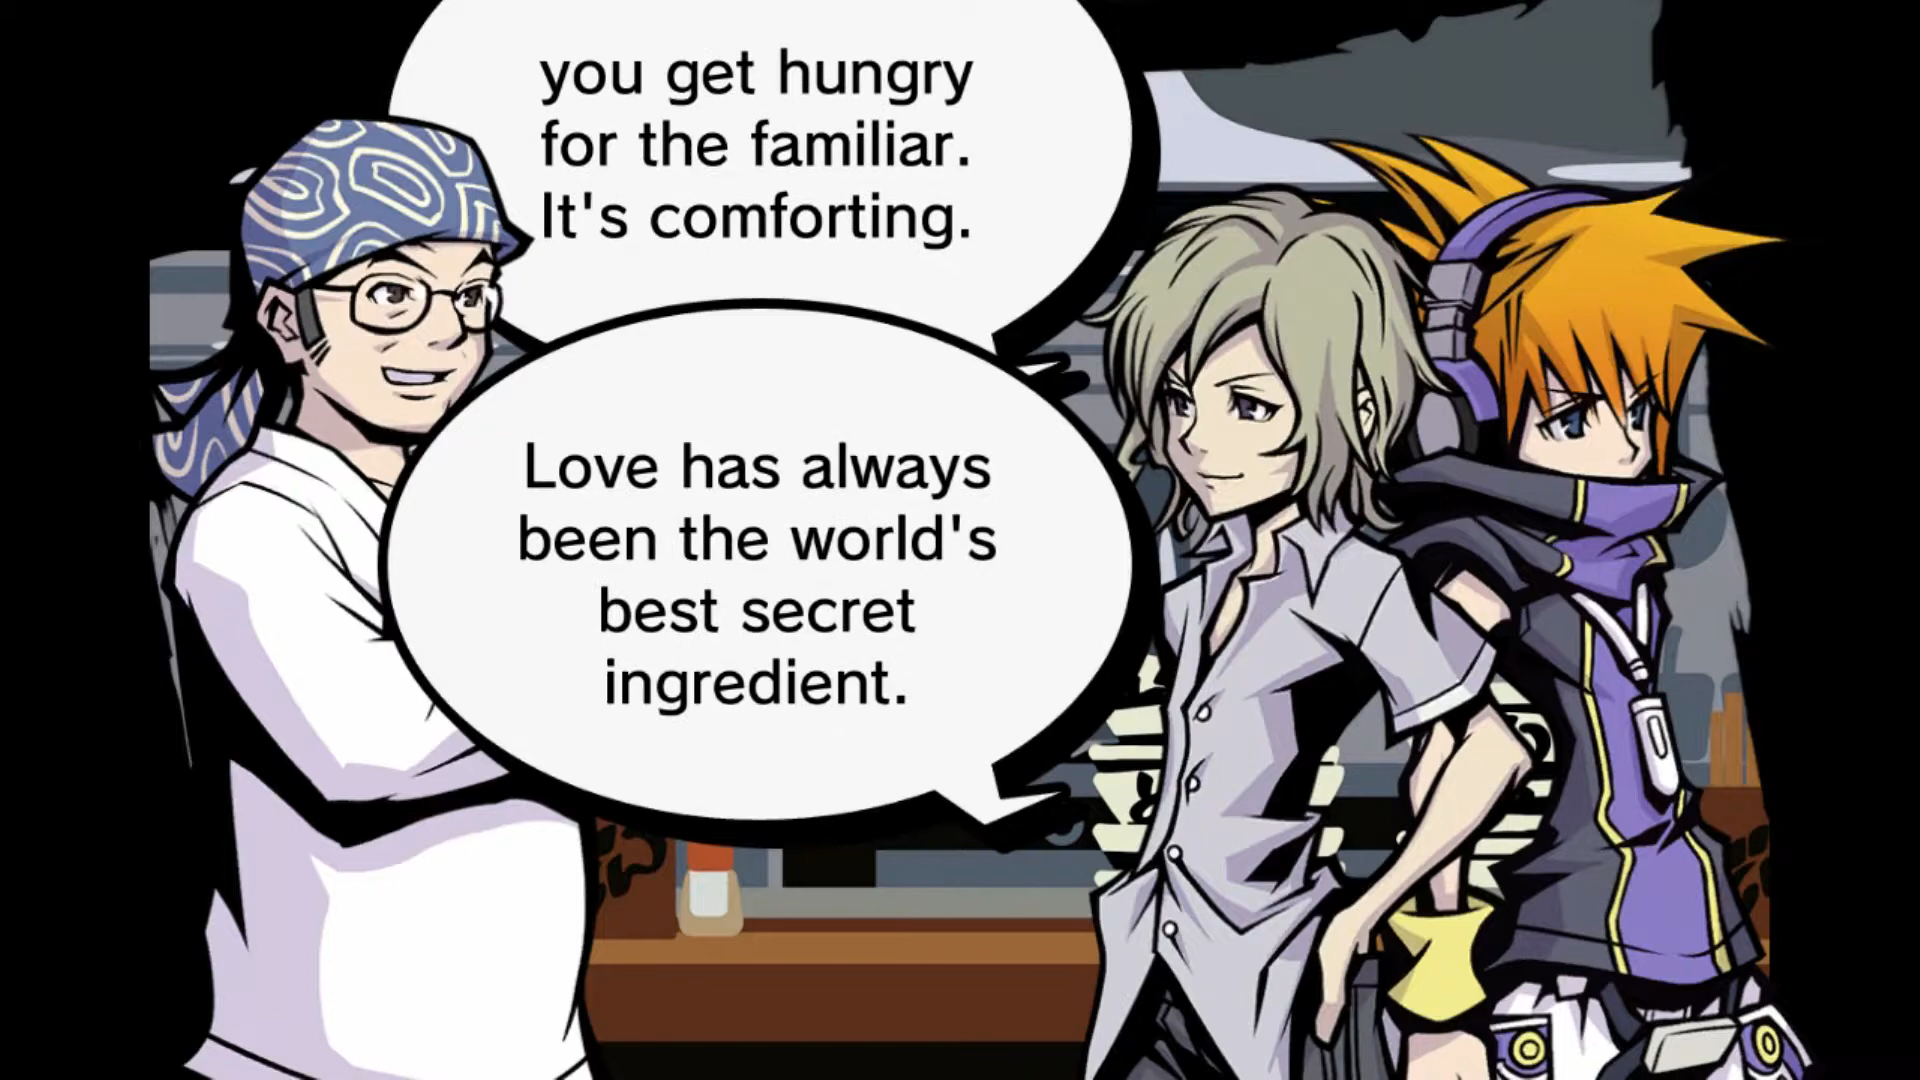 you get hungry
for the familiar.
It's comforting.
Love has always
been the world's
best secret
ingredient.